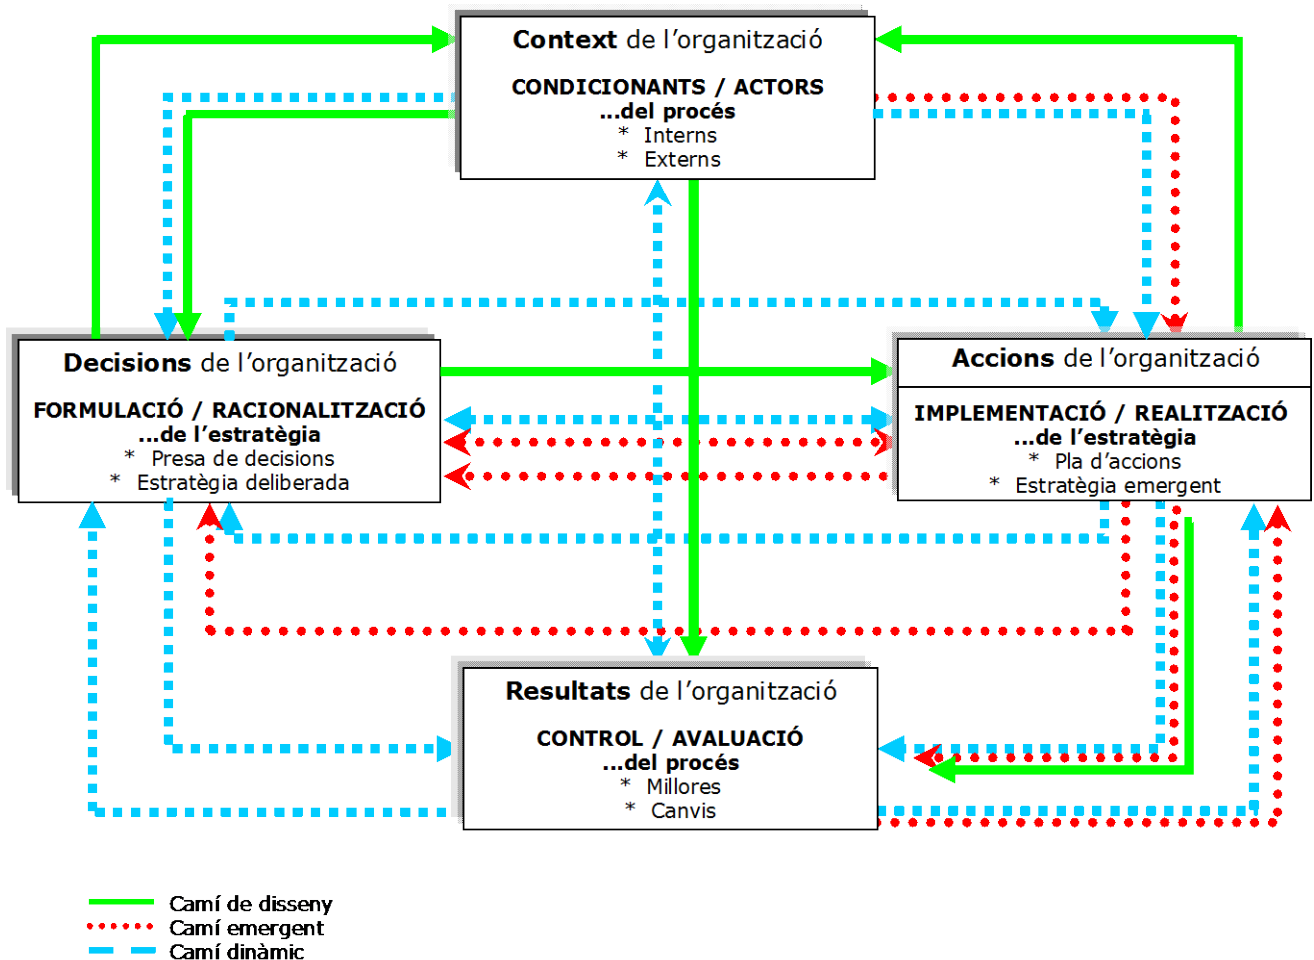 Context de l'organització
CONDICIONANTS / ACTORS
...del procés
* Interns
* Externs
Decisions de l'organització
FORMULACIÓ / RACIONALITZACIÓ
...de l'estratègia
* Presa de decisions
* Estratègia deliberada
Accions de l'organització
IMPLEMENTACIÓ / REALITZACIÓ
...de l'estratègia
* Pla d'accions
* Estratègia emergent
Resultats de l'organització
CONTROL / AVALUACIÓ
...del procés
* Millores
* Canvis
Camí de disseny
Camí emergent
Camí dinàmic